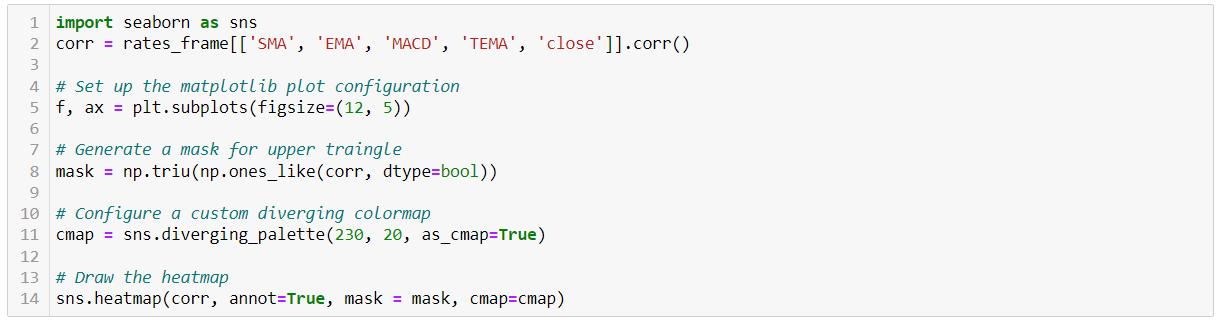 1 import seaborn as sns
2 corr = rates_frame[['SMA', 'EMA', 'MACD', 'TEMA', 'close']].corr()
3
4 # Set up the matplotlib plot configuration
5 f, ax = plt.subplots(figsize=(12, 5))
6
7 # Generate a mask for upper traingle
8 mask = np.triu(np.ones_like(corr, dtype=bool))
9
10 # Configure a custom diverging colormap
11 cmap = sns.diverging_palette(230, 20, as_cmap=True)
12
13 # Draw the heatmap
14 sns.heatmap(corr, annot=True, mask = mask, cmap=cmap)